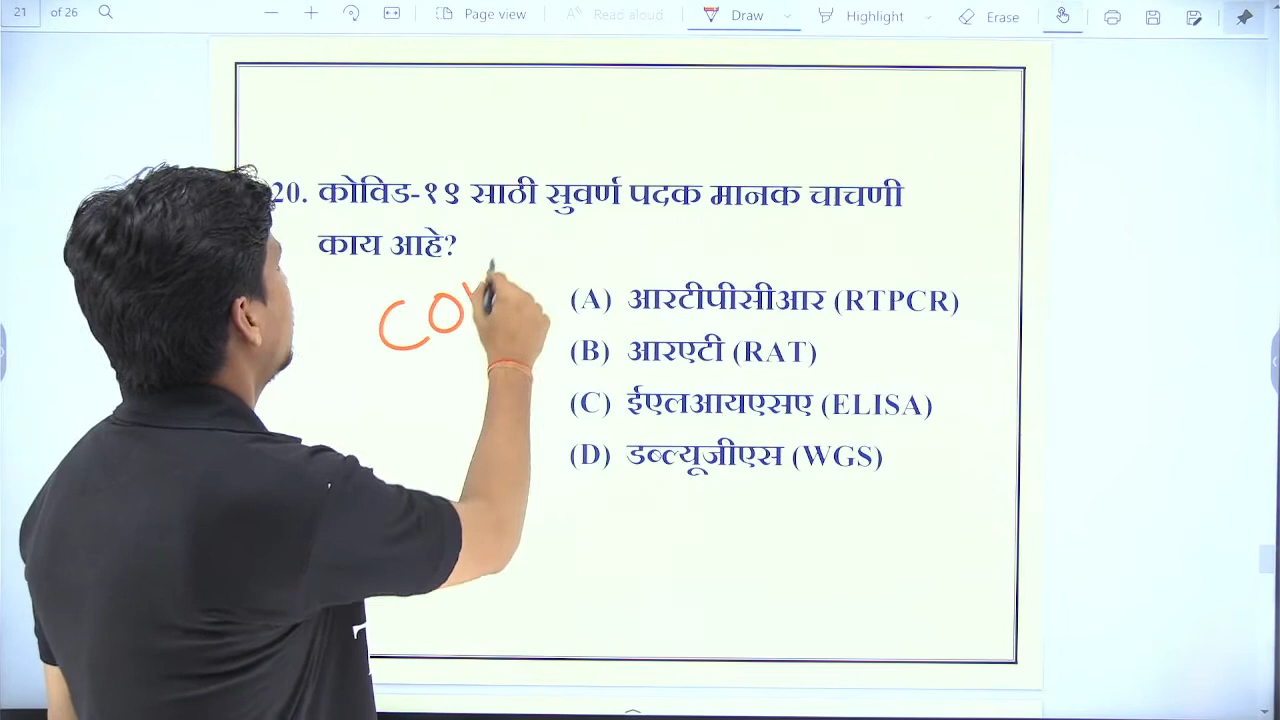 21 of 26 Page view Read aloud Draw Highlight Erase
20. कोविड-१९ साठी सुवर्ण पदक मानक चाचणी
काय आहे?
CO
(A) आरटीपीसीआर (RTPCR)
(B) आरएटी (RAT)
(C) ईएलआयएसए (ELISA)
(D) डब्ल्यूजीएस (WGS)